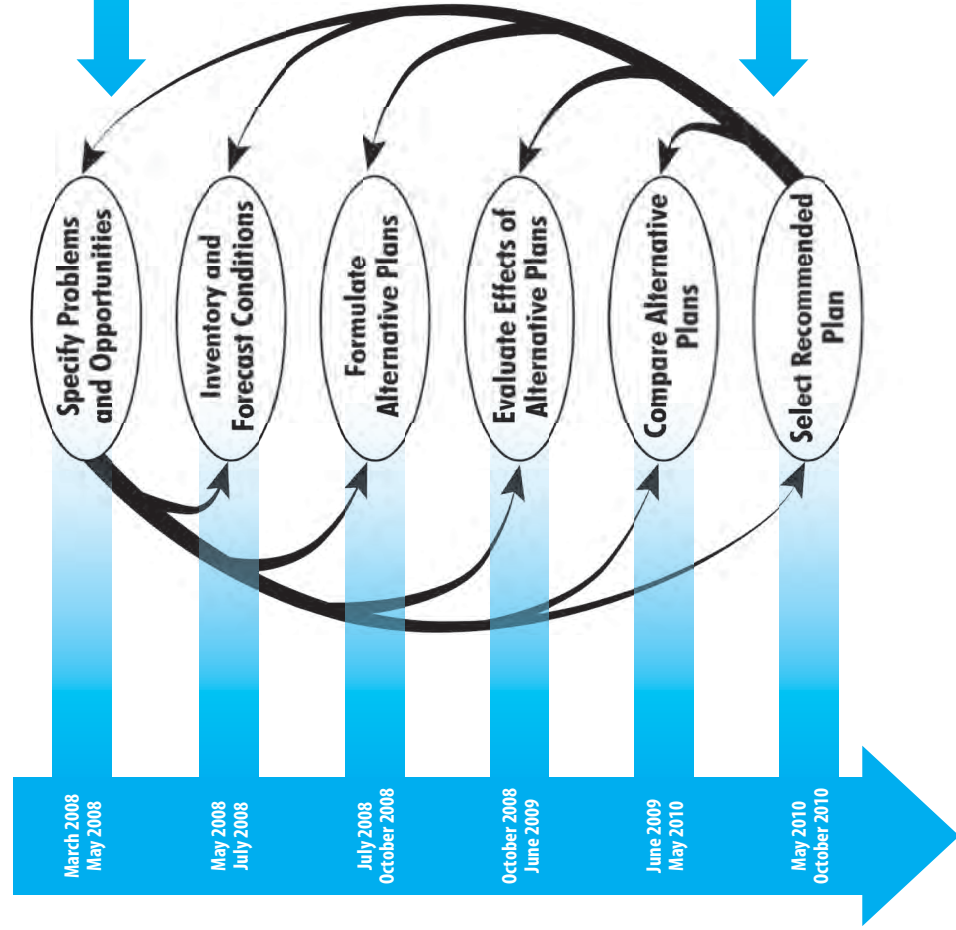 Specify Problems
and Opportunities
Inventory and
Forecast Conditions
Formulate
Alternative Plans
Evaluate Effects of
Alternative Plans
Compare Alternative
Plans
Select Recommended
Plan
March 2008
May 2008
May 2008
July 2008
July 2008
October 2008
October 2008
June 2009
June 2009
May 2010
May 2010
October 2010